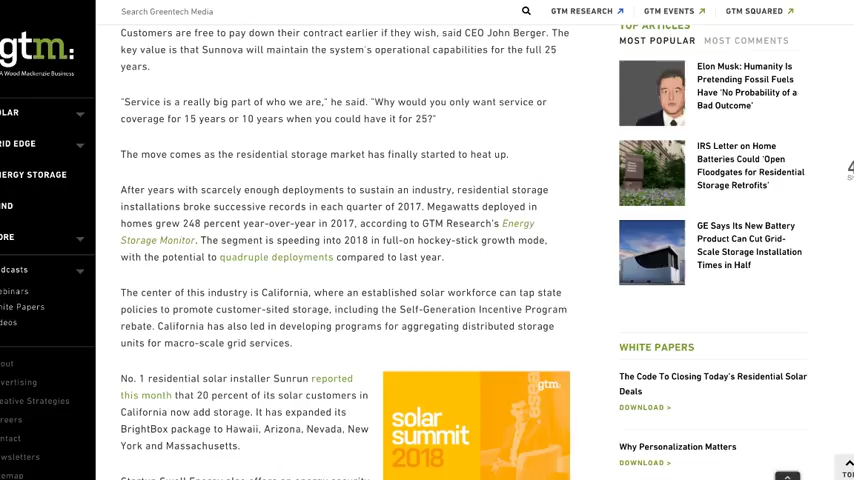 Search Greentech Media
GTM RESEARCH
GTM EVENTS
GTM SQUARED
gtm:
A Wood Mackenzie Business
OLAR
RID EDGE
NERGY STORAGE
IND
ORE
odcasts
ebinars
hite Papers
deos
out
vertising
eative Strategies
reers
ntact
wsletters
temap
Customers are free to pay down their contract earlier if they wish, said CEO John Berger. The
key value is that Sunnova will maintain the system's operational capabilities for the full 25
years.
"Service is a really big part of who we are," he said. "Why would you only want service or
coverage for 15 years or 10 years when you could have it for 25?"
The move comes as the residential storage market has finally started to heat up.
After years with scarcely enough deployments to sustain an industry, residential storage
installations broke successive records in each quarter of 2017. Megawatts deployed in
homes grew 248 percent year-over-year in 2017, according to GTM Research's Energy
Storage Monitor. The segment is speeding into 2018 in full-on hockey-stick growth mode,
with the potential to quadruple deployments compared to last year.
The center of this industry is California, where an established solar workforce can tap state
policies to promote customer-sited storage, including the Self-Generation Incentive Program
rebate. California has also led in developing programs for aggregating distributed storage
units for macro-scale grid services.
No. 1 residential solar installer Sunrun reported
this month that 20 percent of its solar customers in
California now add storage. It has expanded its
BrightBox package to Hawaii, Arizona, Nevada, New
York and Massachusetts.
Startup Swell Energy also offers an energy security
gtm:
solar
summit
2018
TOP ARTICLES
MOST POPULAR MOST COMMENTS
Elon Musk: Humanity Is
Pretending Fossil Fuels
Have 'No Probability of a
Bad Outcome'
IRS Letter on Home
Batteries Could 'Open
Floodgates for Residential
Storage Retrofits'
GE Says Its New Battery
Product Can Cut Grid-
Scale Storage Installation
Times in Half
WHITE PAPERS
The Code To Closing Today's Residential Solar
Deals
DOWNLOAD >
Why Personalization Matters
DOWNLOAD >